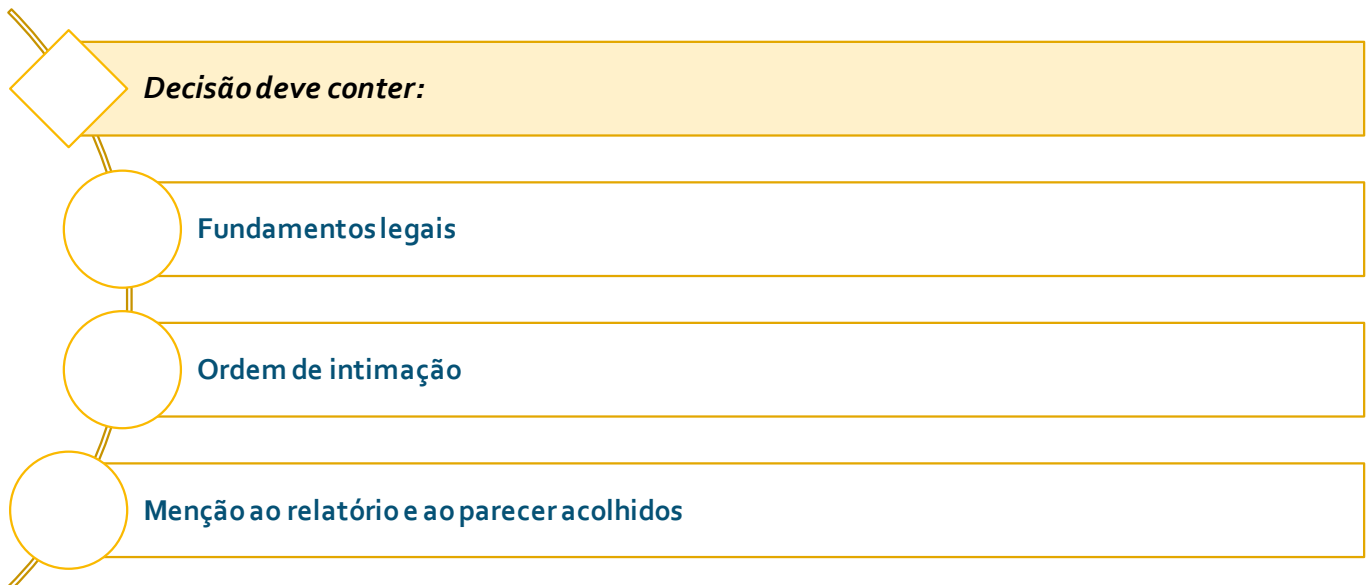 Decisão deve conter:
Fundamentos legais
Ordem de intimação
Menção ao relatório e ao parecer acolhidos